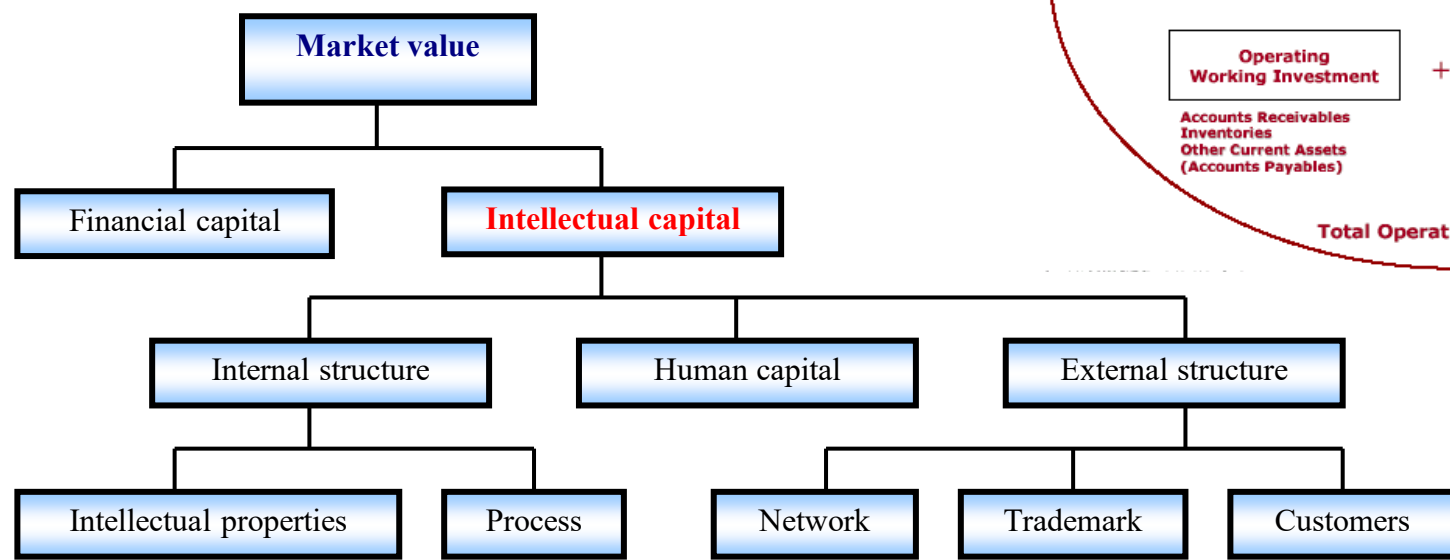 Market value
Financial capital
Intellectual capital
Internal structure
Human capital
External structure
Intellectual properties
Process
Network
Trademark
Customers
Operating
Working Investment
+
Accounts Receivables
Inventories
Other Current Assets
(Accounts Payables)
Total Operat